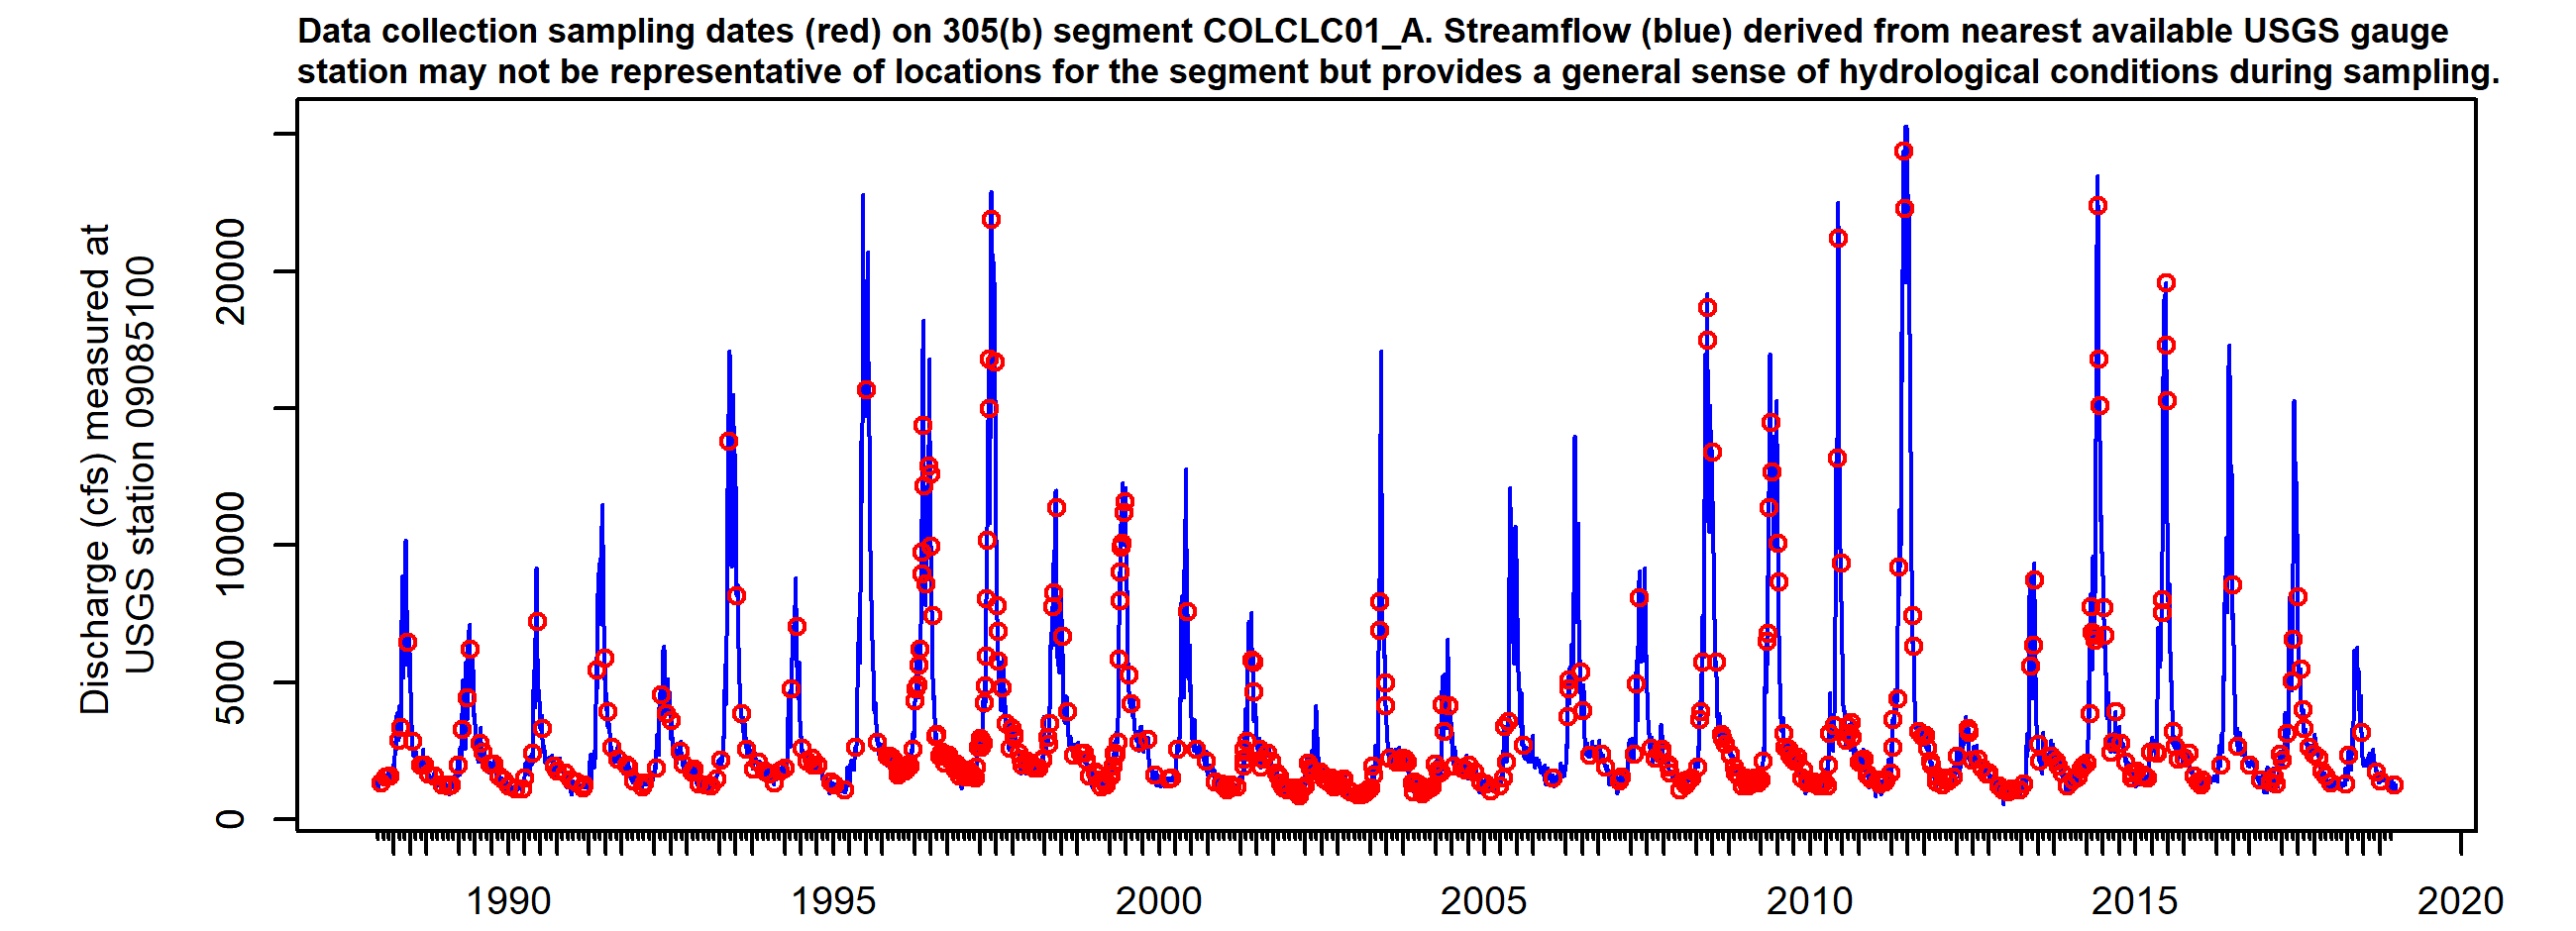 Data collection sampling dates (red) on 305(b) segment COLCLC01_A. Streamflow (blue) derived from nearest available USGS gauge
station may not be representative of locations for the segment but provides a general sense of hydrological conditions during sampling.
Discharge (cfs) measured at
USGS station 09085100
20000
10000
5000
0
1990 1995 2000 2005 2010 2015 2020